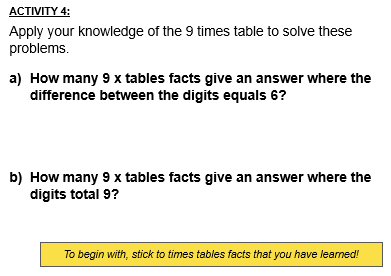 ACTIVITY 4:
Apply your knowledge of the 9 times table to solve these
problems.
a) How many 9 x tables facts give an answer where the
difference between the digits equals 6?
b) How many 9 x tables facts give an answer where the
digits total 9?
To begin with, stick to times tables facts that you have learned!